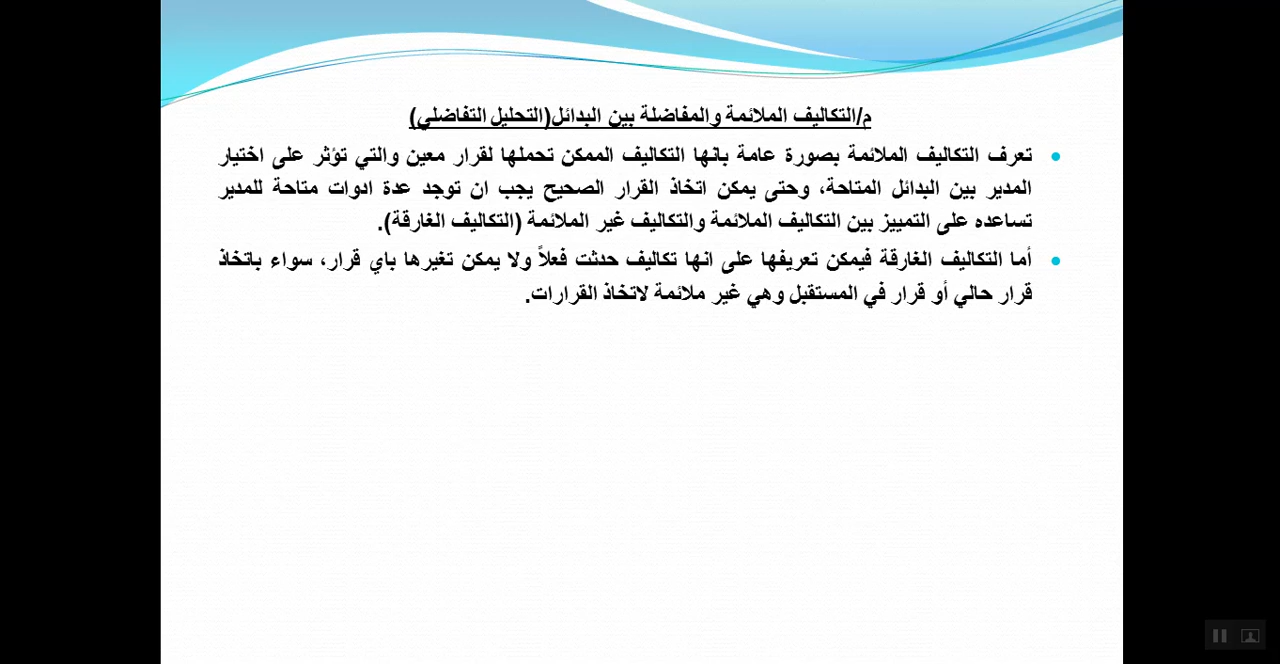 م/التكاليف الملائمة والمفاضلة بين البدائل(التحليل التفاضلي)
تعرف التكاليف الملائمة بصورة عامة بانها التكاليف الممكن تحملها لقرار معين والتي تؤثر على اختيار
المدير بين البدائل المتاحة، وحتى يمكن اتخاذ القرار الصحيح يجب ان توجد عدة ادوات متاحة للمدير
تساعده على التمييز بين التكاليف الملائمة والتكاليف غير الملائمة (التكاليف الغارقة).
أما التكاليف الغارقة فيمكن تعريفها على انها تكاليف حدثت فعلاً ولا يمكن تغيرها باي قرار، سواء باتخاذ
قرار حالي أو قرار في المستقبل وهي غير ملائمة لاتخاذ القرارات.